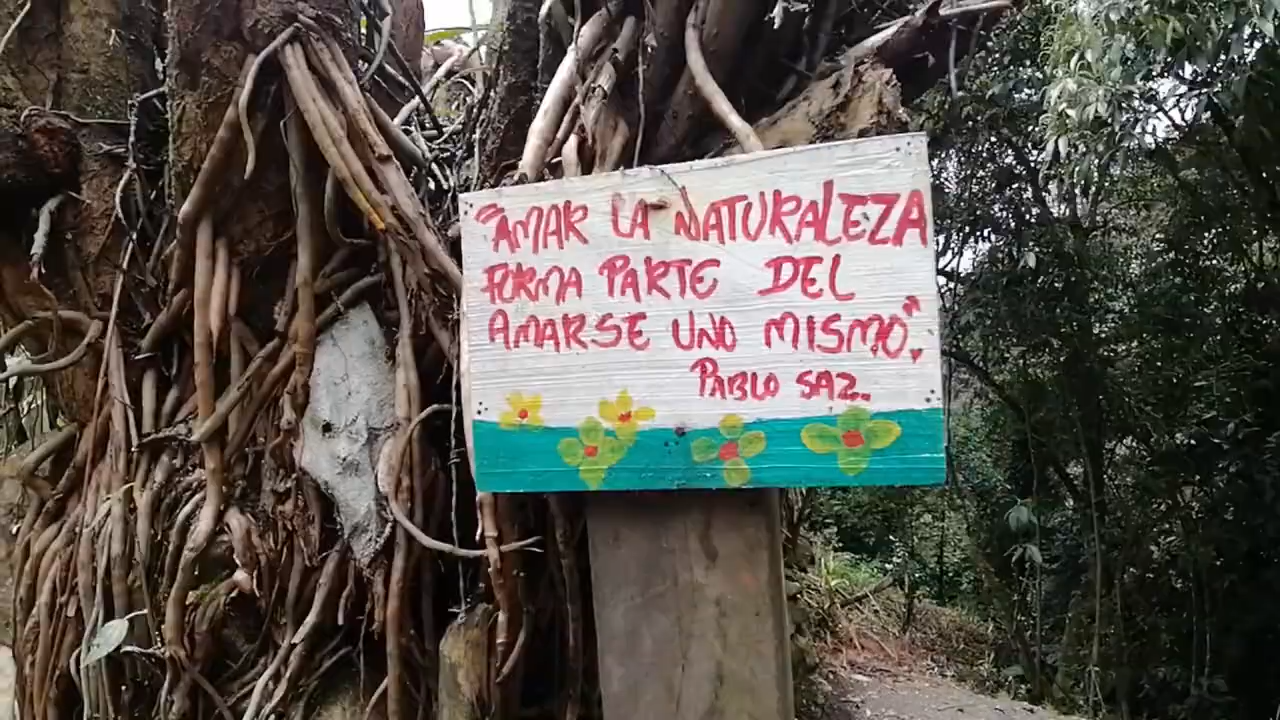 "AMAR LA NATURALEZA
FORMA PARTE DEL
AMARSE UNO MISMO".
PABLO SAZ.